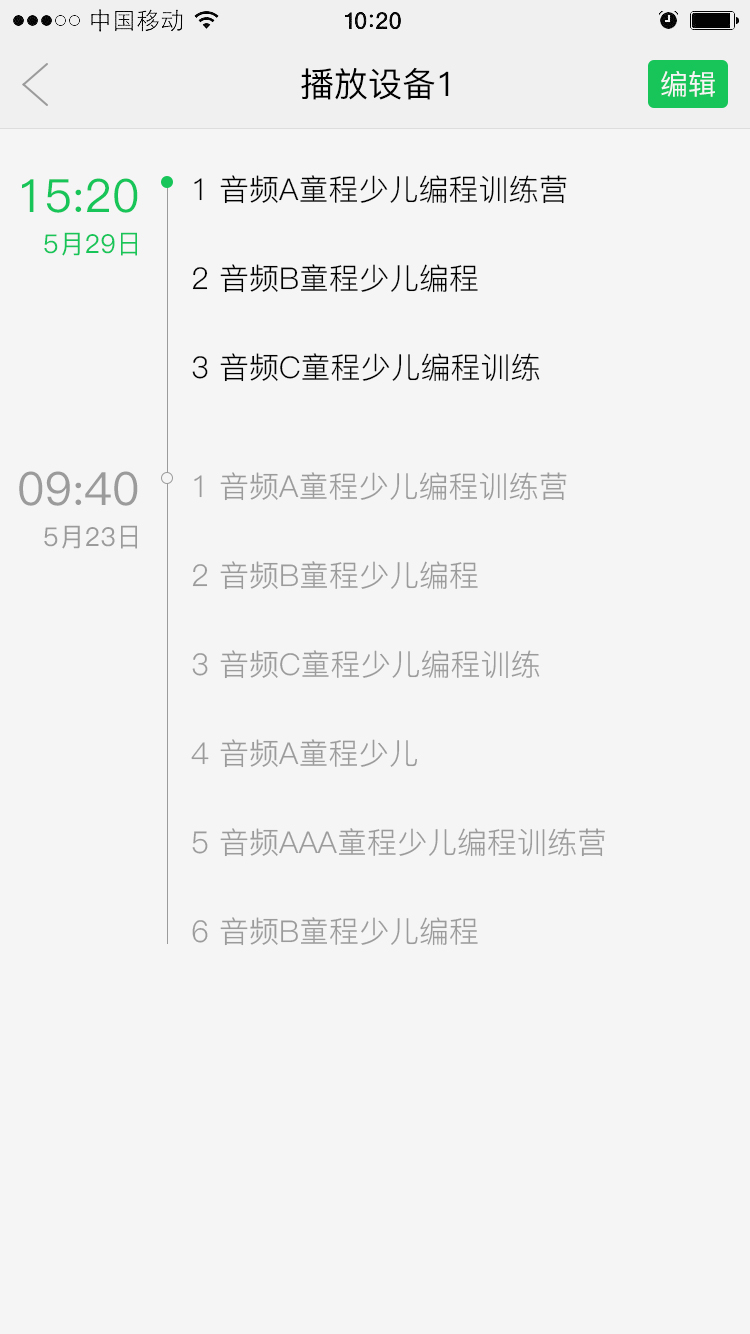 中国移动 10:20
播放设备1 编辑
15:20 1 音频A童程少儿编程训练营
5月29日
2 音频B童程少儿编程
3 音频C童程少儿编程训练
09:40 1 音频A童程少儿编程训练营
5月23日
2 音频B童程少儿编程
3 音频C童程少儿编程训练
4 音频A童程少儿
5 音频AAA童程少儿编程训练营
6 音频B童程少儿编程